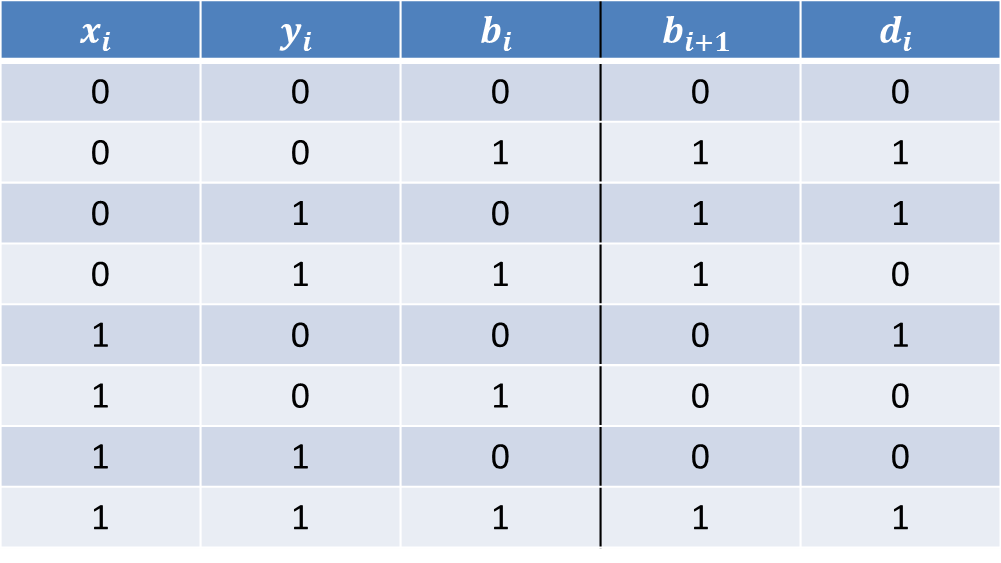 xᵢ yᵢ bᵢ bᵢ₊₁ dᵢ
0 0 0 0 0
0 0 1 1 1
0 1 0 1 1
0 1 1 1 0
1 0 0 0 1
1 0 1 0 0
1 1 0 0 0
1 1 1 1 1